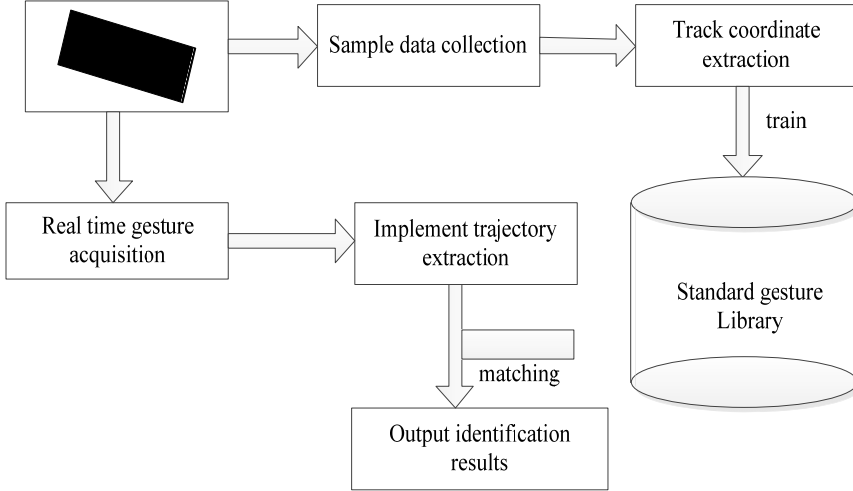 Sample data collection
Track coordinate
extraction
train
Real time gesture
acquisition
Implement trajectory
extraction
Standard gesture
Library
matching
Output identification
results